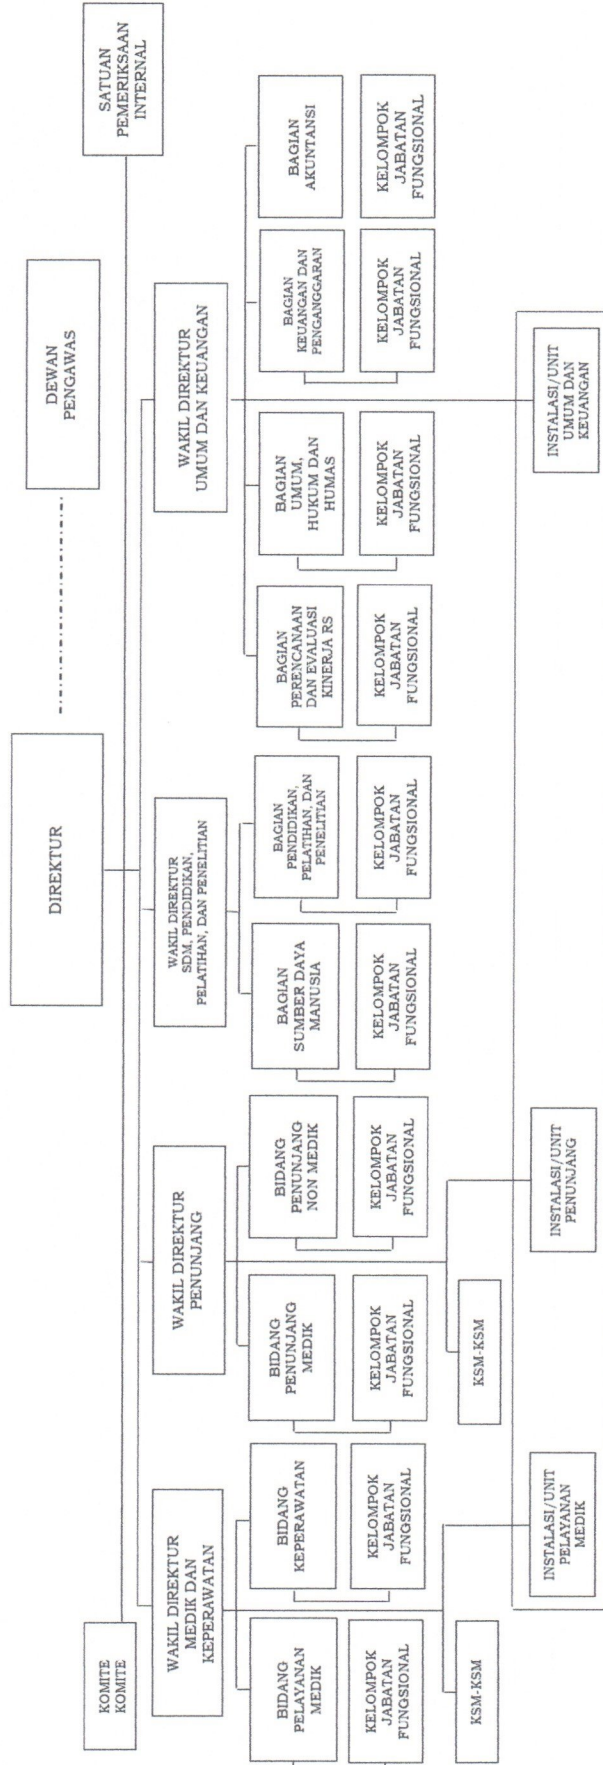 DIREKTUR
DEWAN
PENGAWAS
KOMITE
KOMITE
SATUAN
PEMERIKSAAN
INTERNAL
WAKIL DIREKTUR
MEDIK DAN
KEPERAWATAN
WAKIL DIREKTUR
PENUNJANG
WAKIL DIREKTUR
SDM, PENDIDIKAN,
PELATIHAN, DAN PENELITIAN
WAKIL DIREKTUR
UMUM DAN KEUANGAN
BIDANG
PELAYANAN
MEDIK
BIDANG
KEPERAWATAN
BIDANG
PENUNJANG
MEDIK
BIDANG
PENUNJANG
NON MEDIK
BAGIAN
SUMBER DAYA
MANUSIA
BAGIAN
PENDIDIKAN,
PELATIHAN, DAN
PENELITIAN
BAGIAN
PERENCANAAN
DAN EVALUASI
KINERJA RS
BAGIAN
UMUM,
HUKUM DAN
HUMAS
BAGIAN
KEUANGAN DAN
PENGANGGARAN
BAGIAN
AKUNTANSI
KELOMPOK
JABATAN
FUNGSIONAL
KELOMPOK
JABATAN
FUNGSIONAL
KELOMPOK
JABATAN
FUNGSIONAL
KELOMPOK
JABATAN
FUNGSIONAL
KELOMPOK
JABATAN
FUNGSIONAL
KELOMPOK
JABATAN
FUNGSIONAL
KELOMPOK
JABATAN
FUNGSIONAL
KELOMPOK
JABATAN
FUNGSIONAL
KELOMPOK
JABATAN
FUNGSIONAL
KELOMPOK
JABATAN
FUNGSIONAL
KSM-KSM
KSM-KSM
INSTALASI/UNIT
PELAYANAN
MEDIK
INSTALASI/UNIT
PENUNJANG
INSTALASI/UNIT
UMUM DAN
KEUANGAN